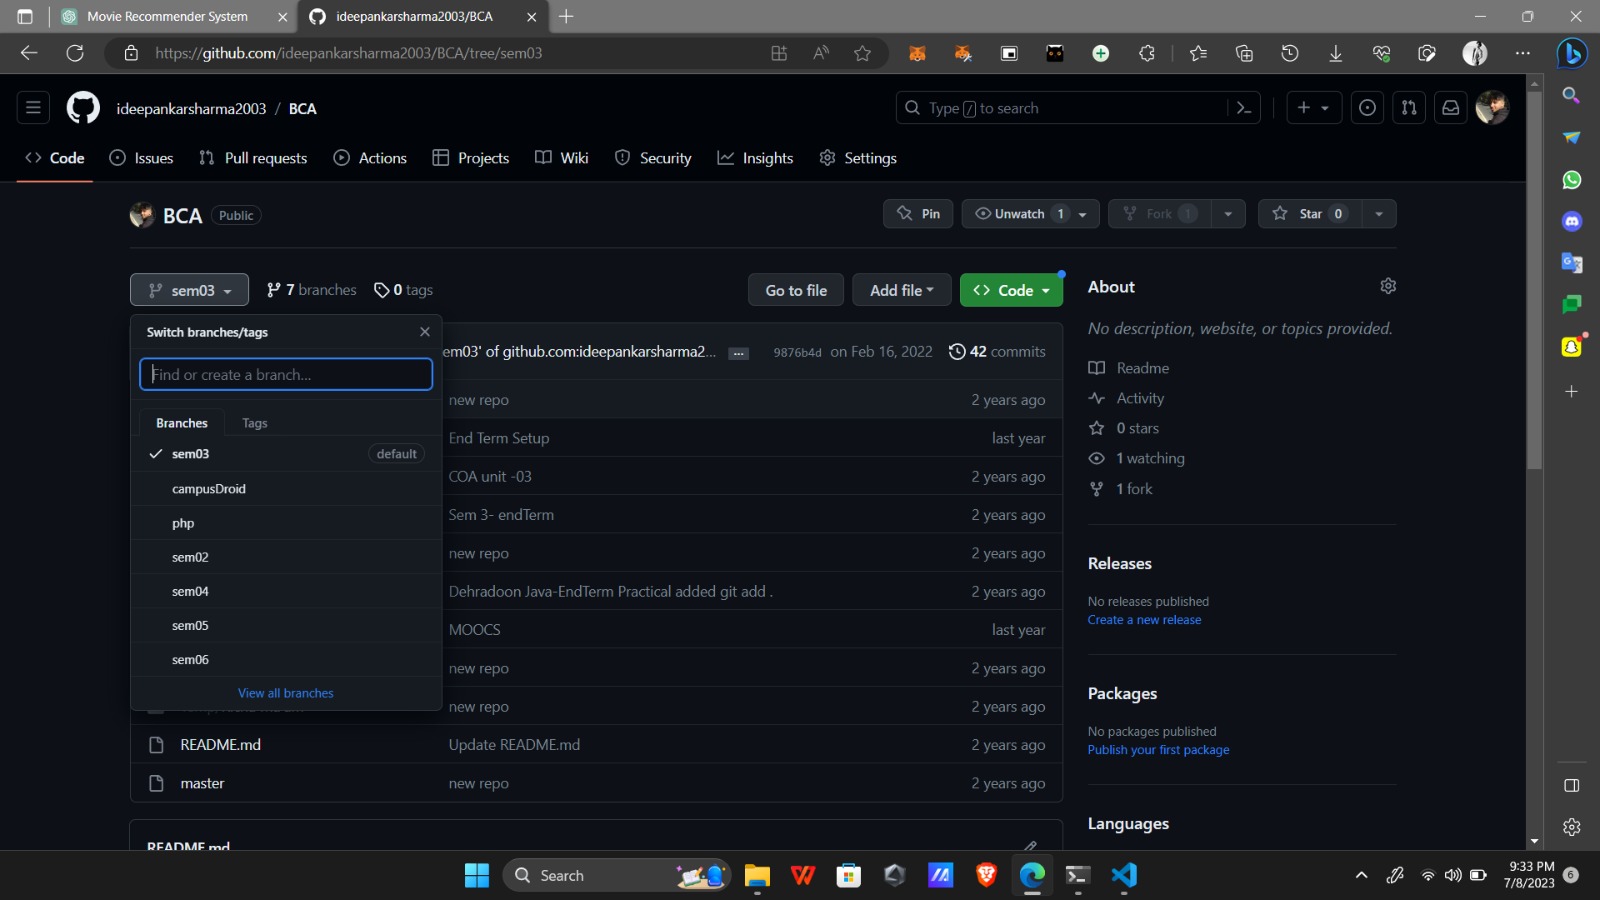 Movie Recommender System
ideepankarsharma2003/BCA
https://github.com/ideepankarsharma2003/BCA/tree/sem03
ideepankarsharma2003 / BCA
Type / to search
Code Issues Pull requests Actions Projects Wiki Security Insights Settings
BCA Public
Pin Unwatch 1 Fork 1 Star 0
sem03 7 branches 0 tags
Go to file Add file Code
Switch branches/tags
Find or create a branch...
Branches Tags
sem03 default
campusDroid
php
sem02
sem04
sem05
sem06
View all branches
em03' of github.com:ideepankarsharma2... ... 9876b4d on Feb 16, 2022 42 commits
new repo 2 years ago
End Term Setup last year
COA unit -03 2 years ago
Sem 3- endTerm 2 years ago
new repo 2 years ago
Dehradoon Java-EndTerm Practical added git add . 2 years ago
MOOCS last year
new repo 2 years ago
new repo 2 years ago
README.md Update README.md 2 years ago
master new repo 2 years ago
README.md
About
No description, website, or topics provided.
Readme
Activity
0 stars
1 watching
1 fork
Releases
No releases published
Create a new release
Packages
No packages published
Publish your first package
Languages
Search
9:33 PM
7/8/2023
6